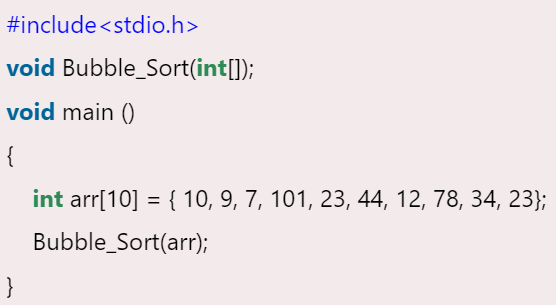 #include<stdio.h>
void Bubble_Sort(int[]);
void main ()
{
int arr[10] = { 10, 9, 7, 101, 23, 44, 12, 78, 34, 23};
Bubble_Sort(arr);
}